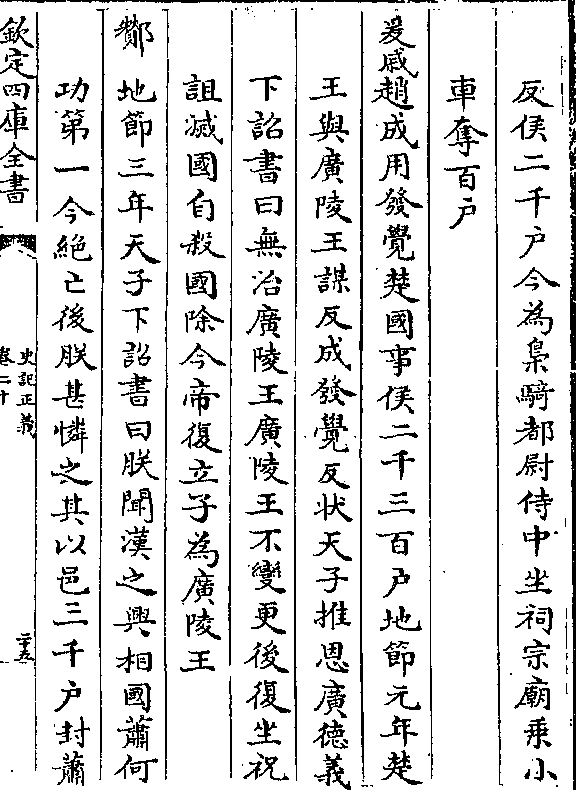 反侯二千户今為梟騎都尉侍中坐祠宗廟乗小
車奪百户
爰戚趙成用發覺楚國事侯二千三百户地節元年楚
王與廣陵王謀反成發覺反状天子推恩廣徳義
下詔書曰無治廣陵王廣陵王不變更後復坐祝
詛滅國自殺國除今帝復立子為廣陵王
酇地節三年天子下詔書曰朕聞漢之興相國蕭何
功第一今絶亡後朕甚憐之其以邑三千户封蕭
欽定四庫全書
史記正義
卷二十
二十五